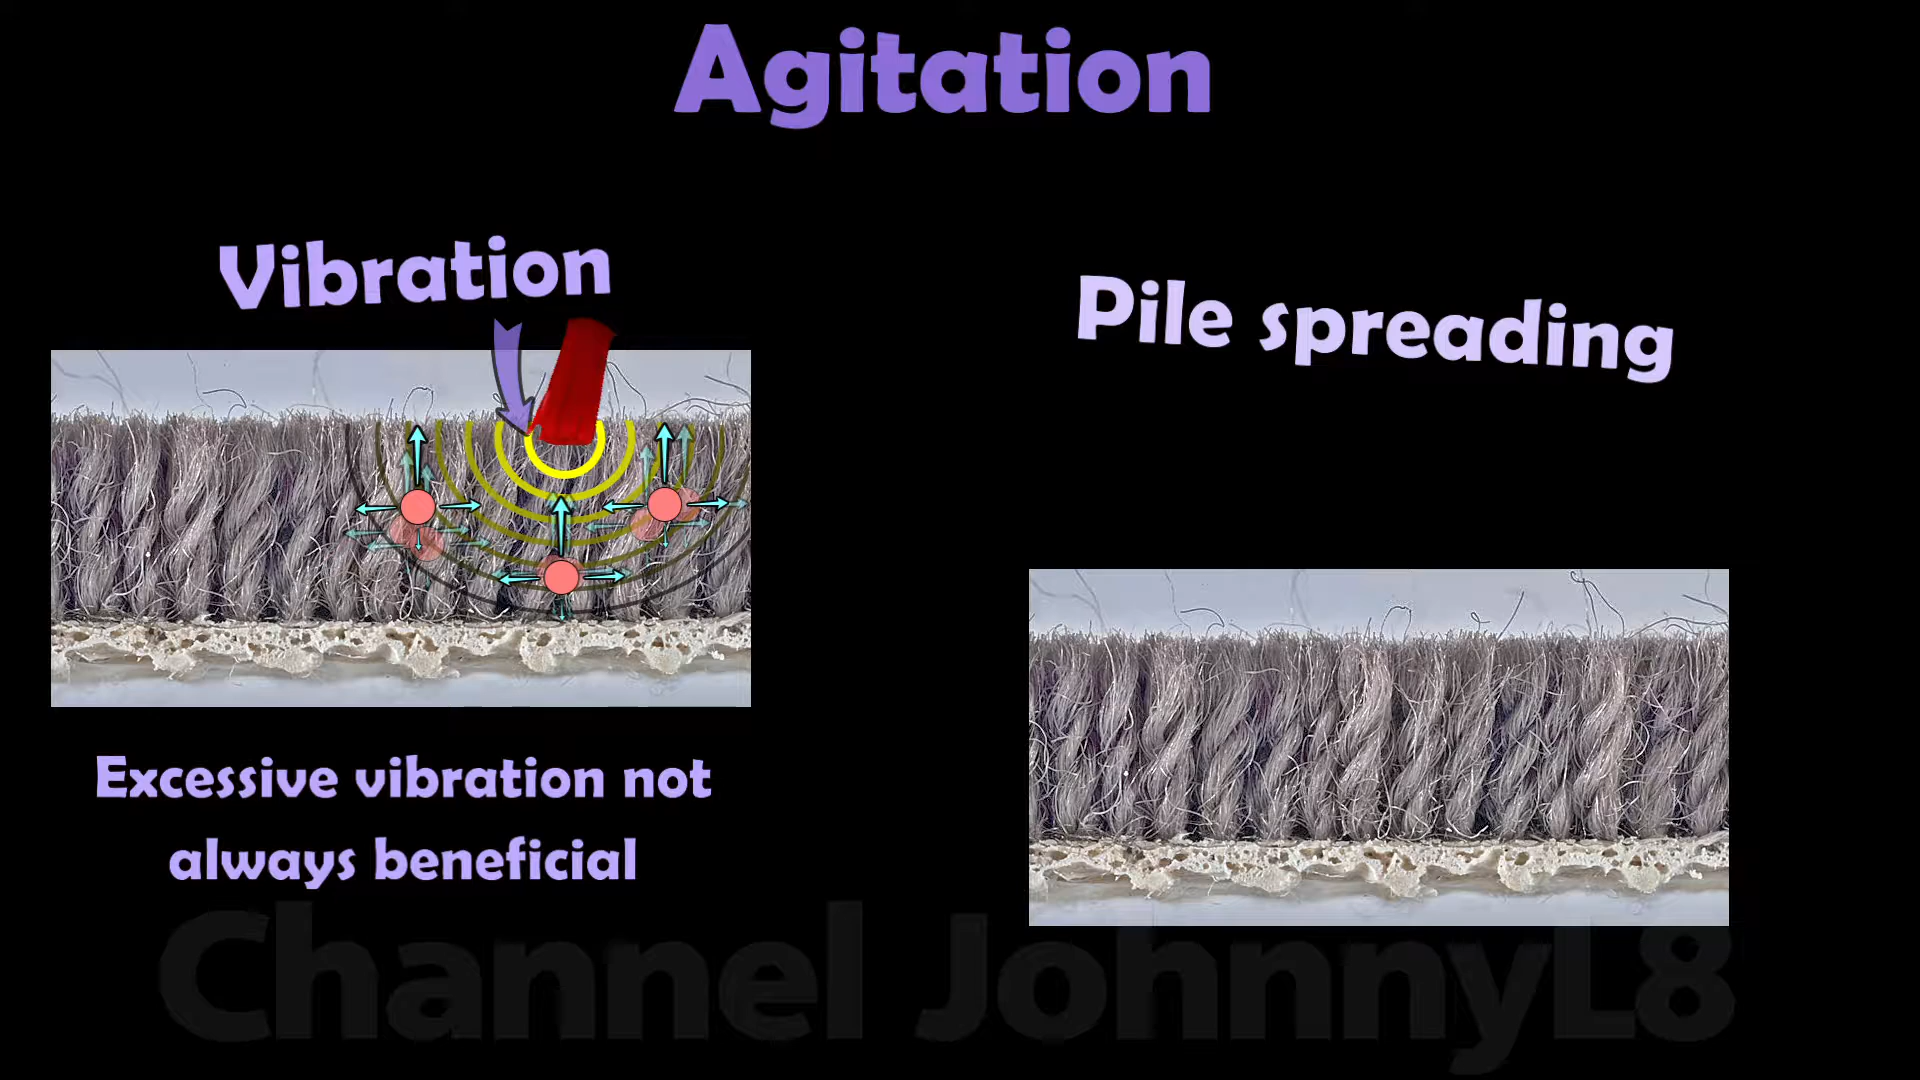 Agitation
Vibration
Pile spreading
Excessive vibration not
always beneficial
Channel JohnnyL8